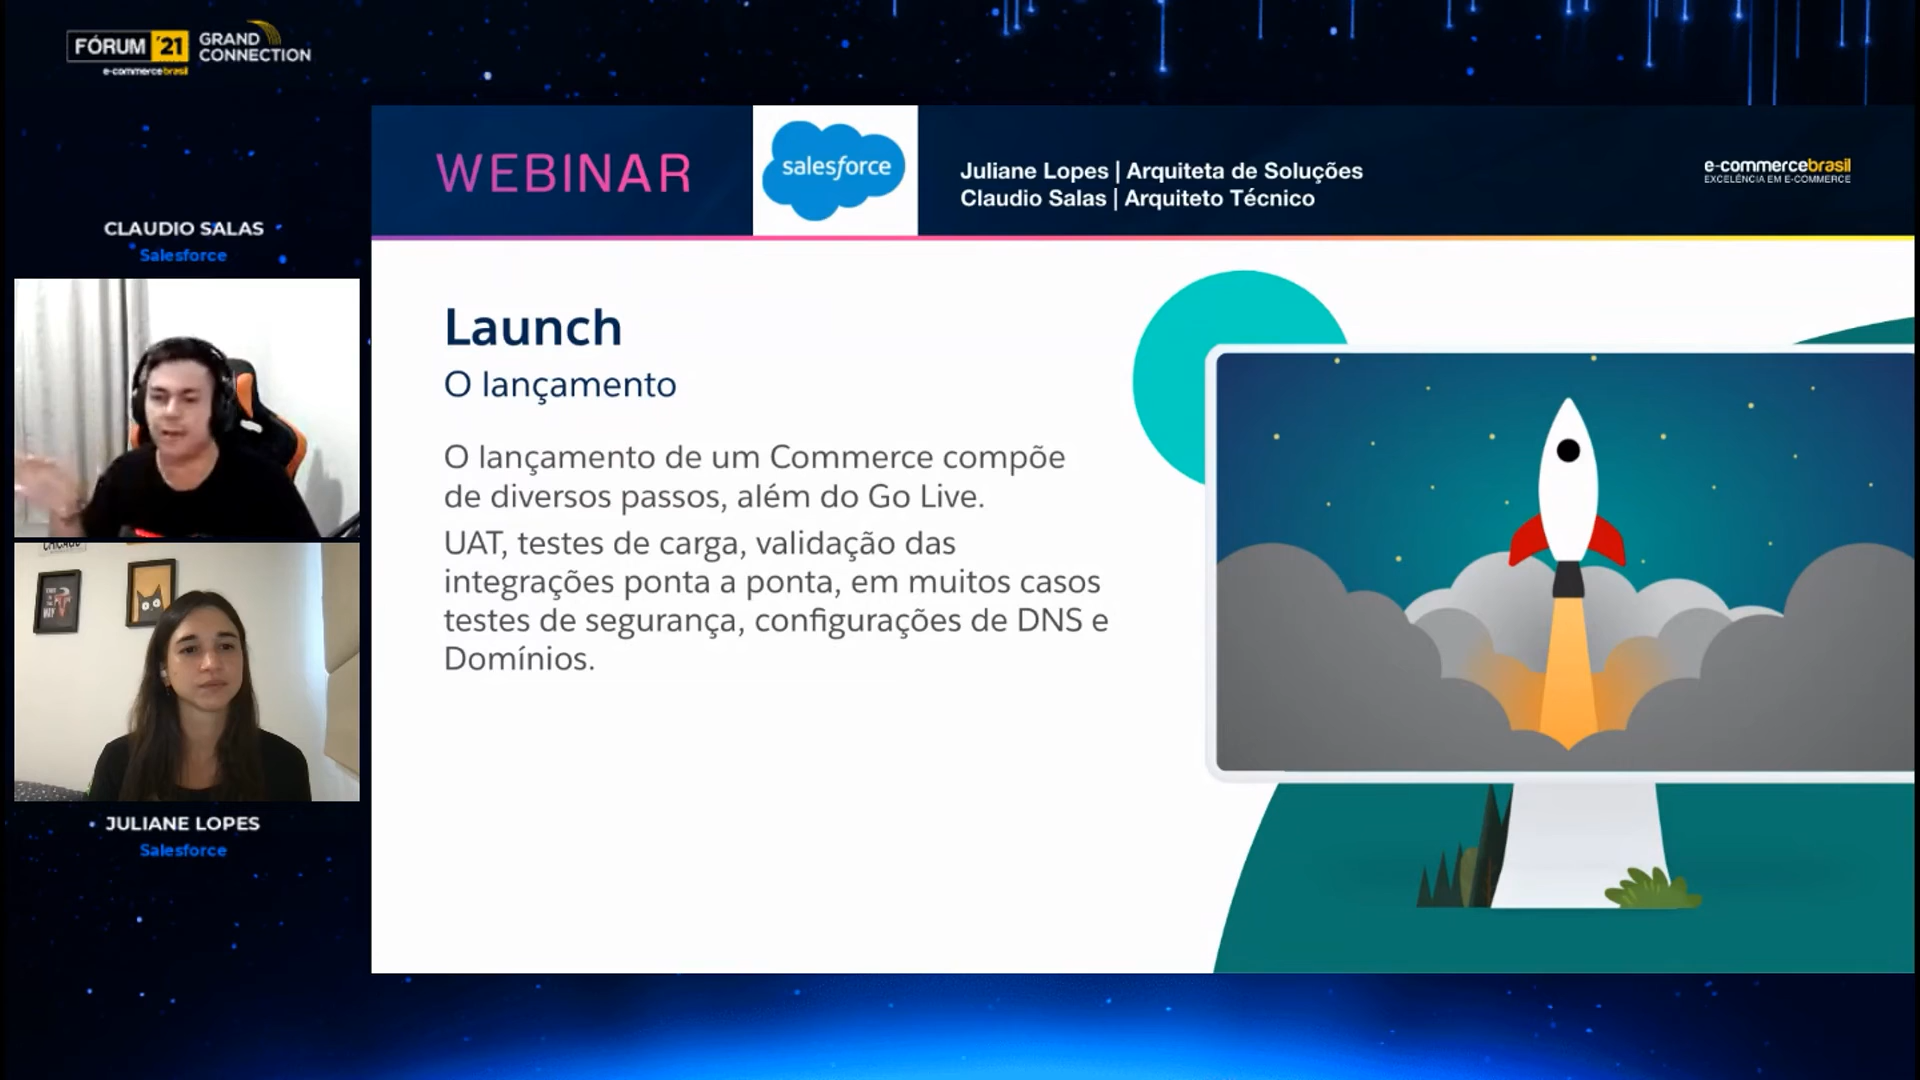 FÓRUM '21
GRAND
CONNECTION
e-commercebrasil
WEBINAR
salesforce
Juliane Lopes | Arquiteta de Soluções
Claudio Salas | Arquiteto Técnico
e-commercebrasil
EXCELÊNCIA EM E-COMMERCE
CLAUDIO SALAS
Salesforce
Launch
O lançamento
O lançamento de um Commerce compõe
de diversos passos, além do Go Live.
UAT, testes de carga, validação das
integrações ponta a ponta, em muitos casos
testes de segurança, configurações de DNS e
Domínios.
JULIANE LOPES
Salesforce